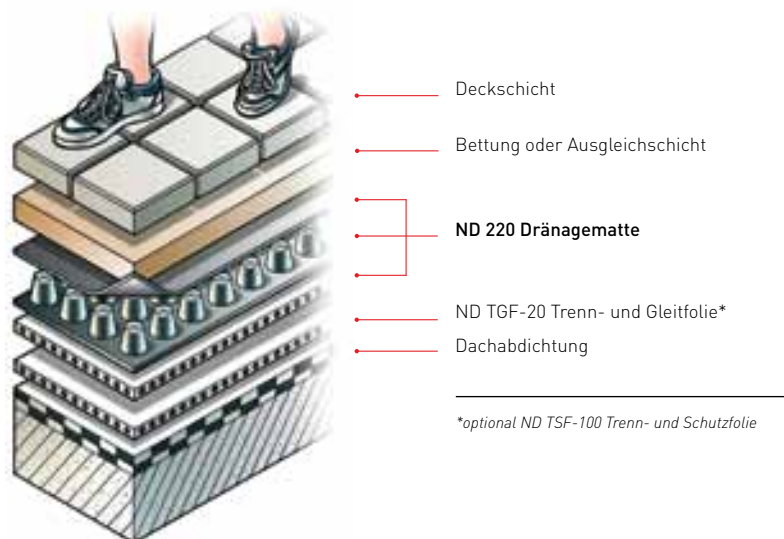 Deckschicht
Bettung oder Ausgleichschicht
ND 220 Dränagematte
ND TGF-20 Trenn- und Gleitfolie*
Dachabdichtung
*optional ND TSF-100 Trenn- und Schutzfolie